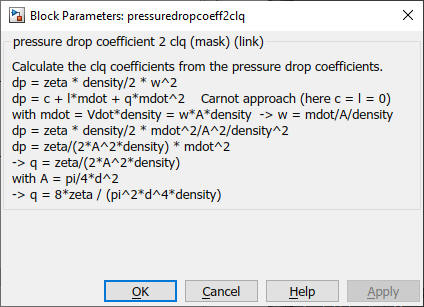 Block Parameters: pressuredropcoeff2clq
pressure drop coefficient 2 clq (mask) (link)
Calculate the clq coefficients from the pressure drop coefficients.
dp = zeta * density/2 * w^2
dp = c + l*mdot + q*mdot^2    Carnot approach (here c = l = 0)
with mdot = Vdot*density = w*A*density  -> w = mdot/A/density
dp = zeta * density/2 * mdot^2/A^2/density^2
dp = zeta/(2*A^2*density) * mdot^2
-> q = zeta/(2*A^2*density)
with A = pi/4*d^2
-> q = 8*zeta / (pi^2*d^4*density)
OK Cancel Help Apply